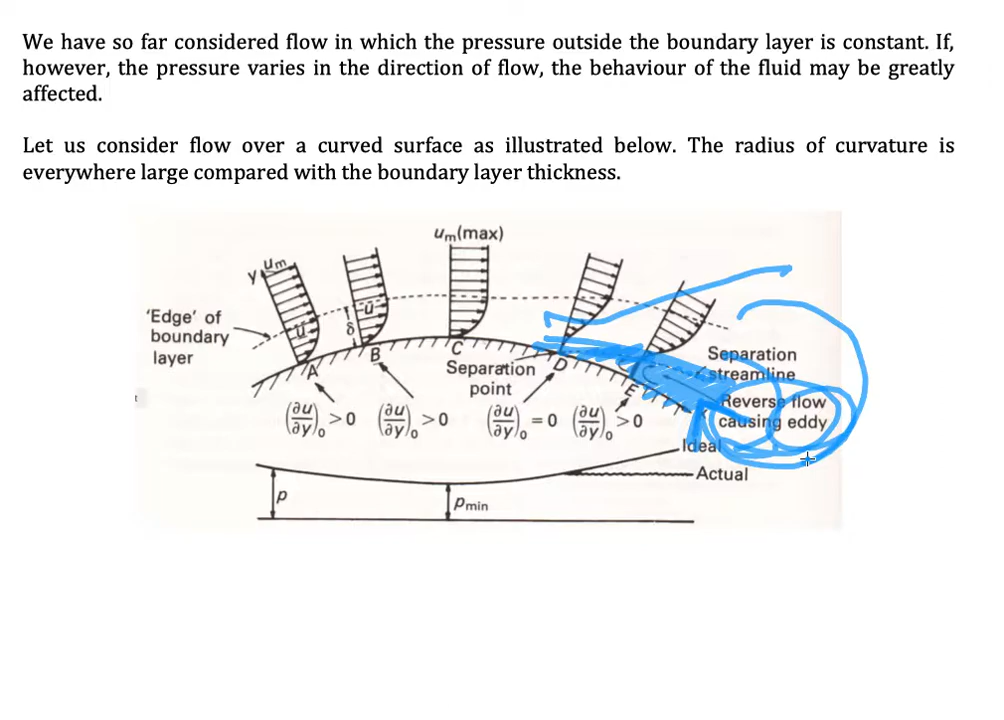 We have so far considered flow in which the pressure outside the boundary layer is constant. If,
however, the pressure varies in the direction of flow, the behaviour of the fluid may be greatly
affected.
Let us consider flow over a curved surface as illustrated below. The radius of curvature is
everywhere large compared with the boundary layer thickness.
um(max)
y um
'Edge' of
boundary
layer
u
δ
u
A
B
C
D
E
Separation
point
Separation
streamline
Reverse flow
causing eddy
(∂u/∂y)₀ >0
(∂u/∂y)₀ >0
(∂u/∂y)₀ =0
(∂u/∂y)₀ >0
Ideal
Actual
p
pmin